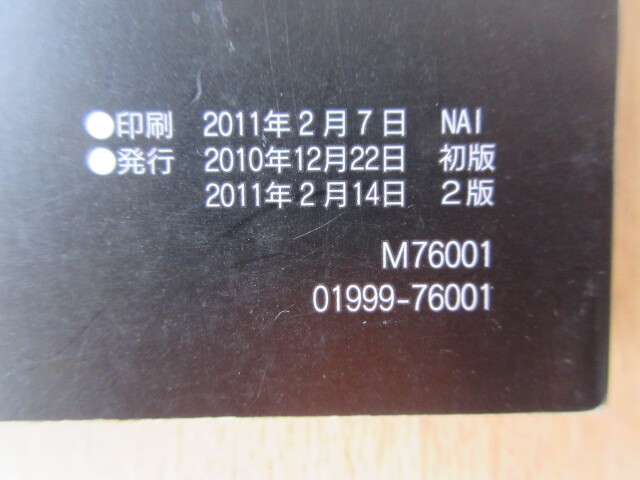 ●印刷 2011年2月7日 NAI
●発行 2010年12月22日 初版
2011年2月14日 2版
M76001
01999-76001